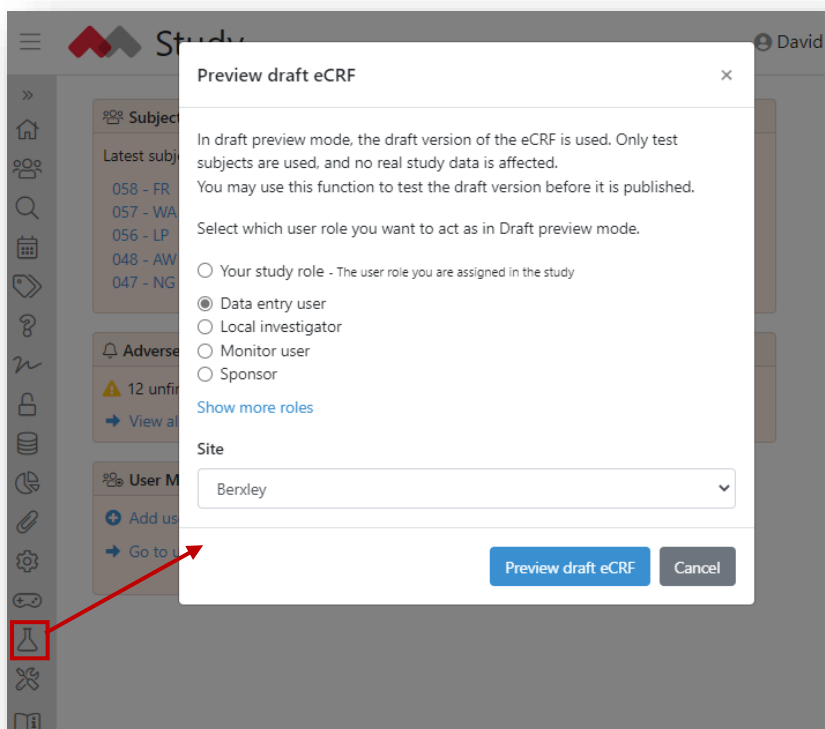 Study
David
Preview draft eCRF
×
Subject
Latest subj
058 - FR
057 - WA
056 - LP
048 - AW
047 - NG
In draft preview mode, the draft version of the eCRF is used. Only test
subjects are used, and no real study data is affected.
You may use this function to test the draft version before it is published.
Select which user role you want to act as in Draft preview mode.
Your study role - The user role you are assigned in the study
Data entry user
Local investigator
Monitor user
Sponsor
Show more roles
Adverse
12 unfin
View al
Site
Berxley
User M
Add us
Go to u
Preview draft eCRF
Cancel